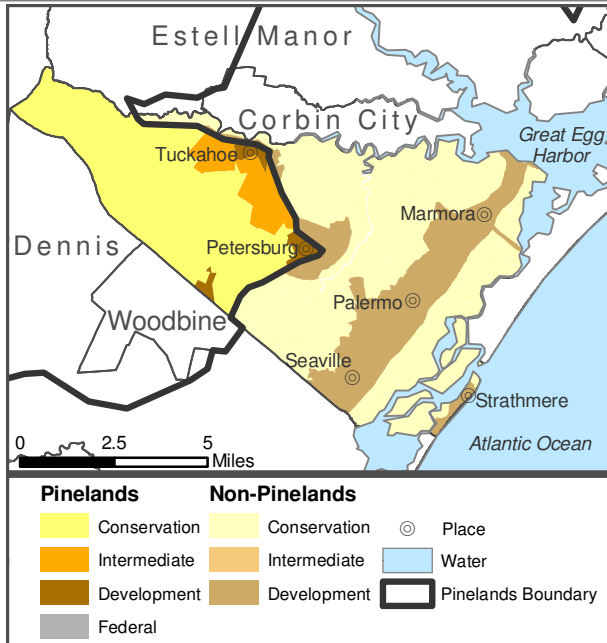 Estell Manor
Corbin City
Great Egg
Harbor
Tuckahoe
Marmora
Dennis
Petersburg
Palermo
Woodbine
Seaville
Strathmere
0 2.5 5
Miles
Atlantic Ocean
Pinelands Non-Pinelands
Conservation Conservation Place
Intermediate Intermediate Water
Development Development Pinelands Boundary
Federal